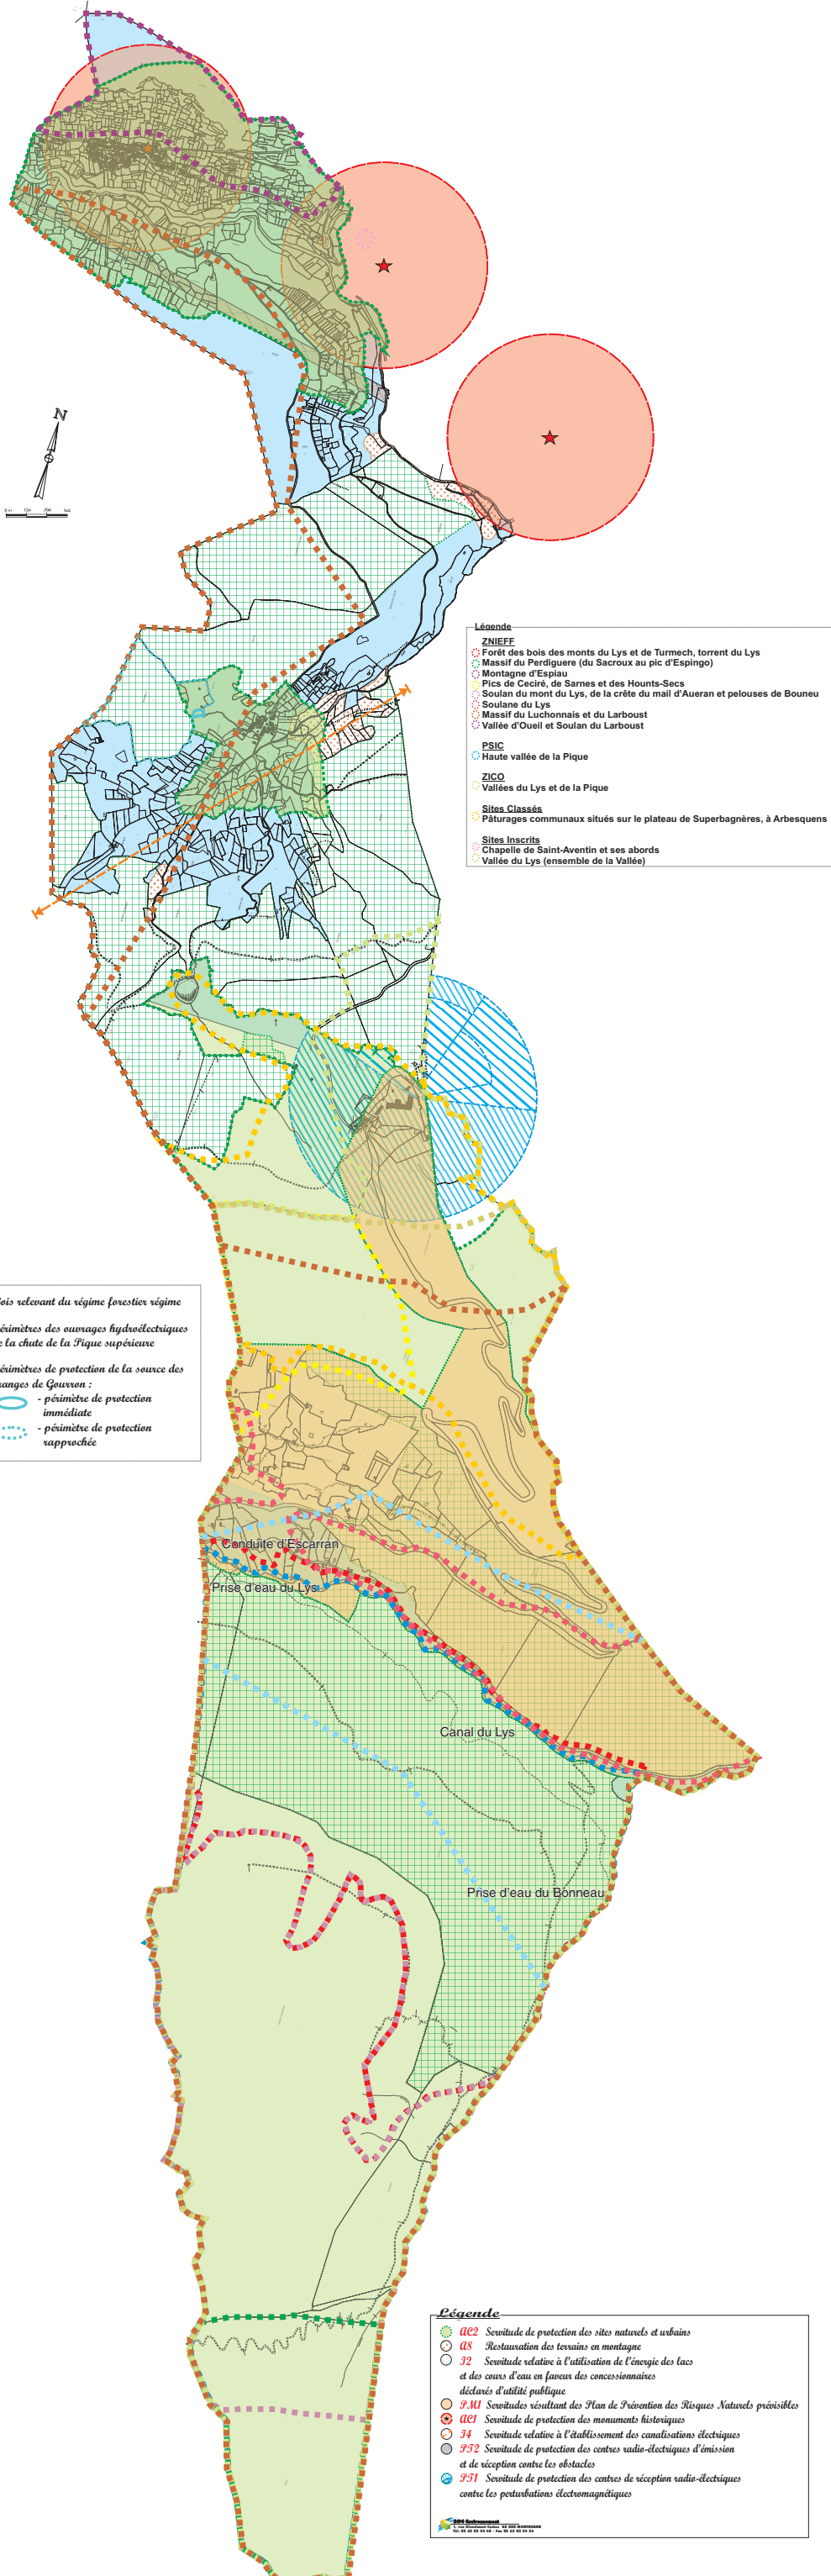 N
Légende
ZNIEFF
Forêt des bois des monts du Lys et de Turmech, torrent du Lys
Massif du Perdiguere (du Sacroux au pic d'Espingo)
Montagne d'Espiau
Pics de Ceciré, de Sarnes et des Hounts-Secs
Soulan du mont du Lys, de la crête du mail d'Aueran et pelouses de Bouneu
Soulane du Lys
Massif du Luchonnais et du Larboust
Vallée d'Oueil et Soulan du Larboust
PSIC
Haute vallée de la Pique
ZICO
Vallées du Lys et de la Pique
Sites Classés
Pâturages communaux situés sur le plateau de Superbagnères, à Arbesquens
Sites Inscrits
Chapelle de Saint-Aventin et ses abords
Vallée du Lys (ensemble de la Vallée)
ois relevant du régime forestier régime
érimètres des ouvrages hydroélectriques
e la chute de la Pique supérieure
érimètres de protection de la source des
ranges de Gourron :
- périmètre de protection
immédiate
- périmètre de protection
rapprochée
Conduite d'Escarran
Prise d'eau du Lys
Canal du Lys
Prise d'eau du Bonneau
Légende
AC2 Servitude de protection des sites naturels et urbains
A8 Restauration des terrains en montagne
I2 Servitude relative à l'utilisation de l'énergie des lacs
et des cours d'eau en faveur des concessionnaires
déclarés d'utilité publique
PM1 Servitudes résultant des Plan de Prévention des Risques Naturels prévisibles
AC1 Servitude de protection des monuments historiques
I4 Servitude relative à l'établissement des canalisations électriques
PT2 Servitude de protection des centres radio-électriques d'émission
et de réception contre les obstacles
PT1 Servitude de protection des centres de réception radio-électriques
contre les perturbations électromagnétiques